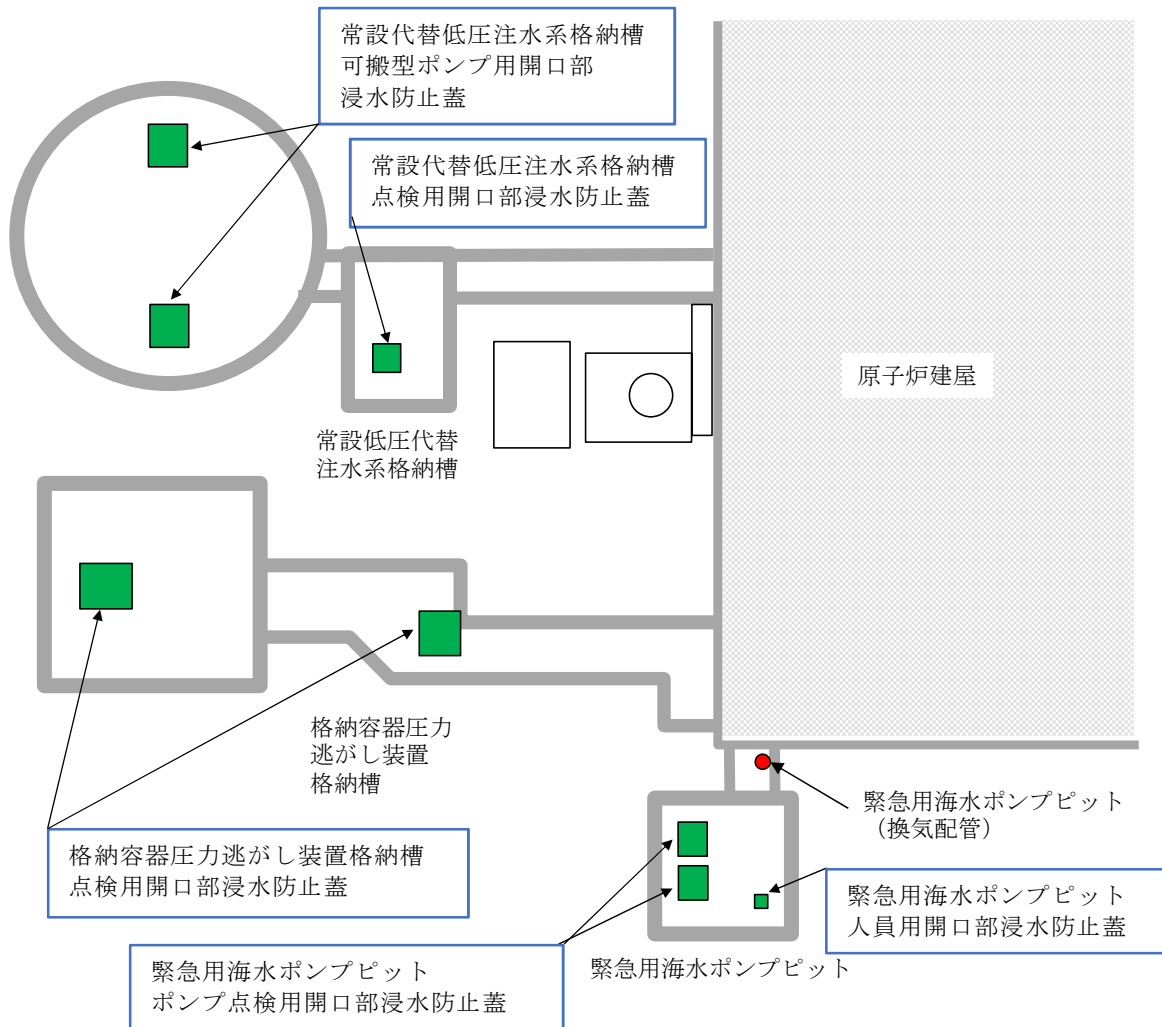 常設代替低圧注水系格納槽
可搬型ポンプ用開口部
浸水防止蓋
常設代替低圧注水系格納槽
点検用開口部浸水防止蓋
原子炉建屋
常設低圧代替
注水系格納槽
格納容器圧力
逃がし装置
格納槽
緊急用海水ポンプピット
（換気配管）
格納容器圧力逃がし装置格納槽
点検用開口部浸水防止蓋
緊急用海水ポンプピット
人員用開口部浸水防止蓋
緊急用海水ポンプピット
緊急用海水ポンプピット
ポンプ点検用開口部浸水防止蓋